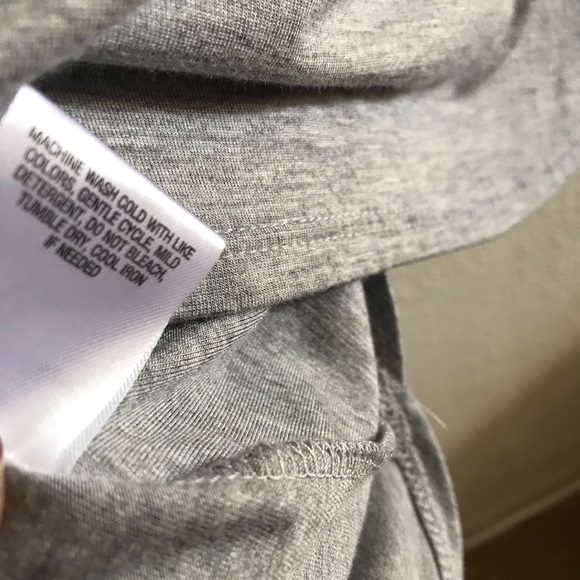 MACHINE WASH COLD WITH LIKE
COLORS, GENTLE CYCLE, MILD
DETERGENT. DO NOT BLEACH,
TUMBLE DRY, COOL IRON
IF NEEDED